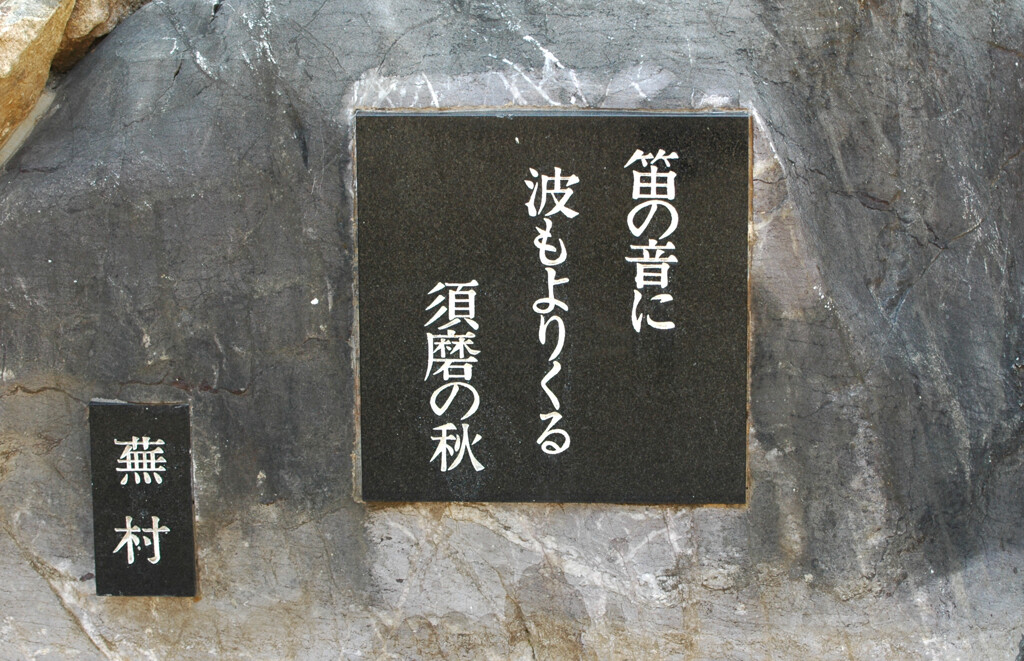 笛の音に
波もよりくる
須磨の秋
蕪村